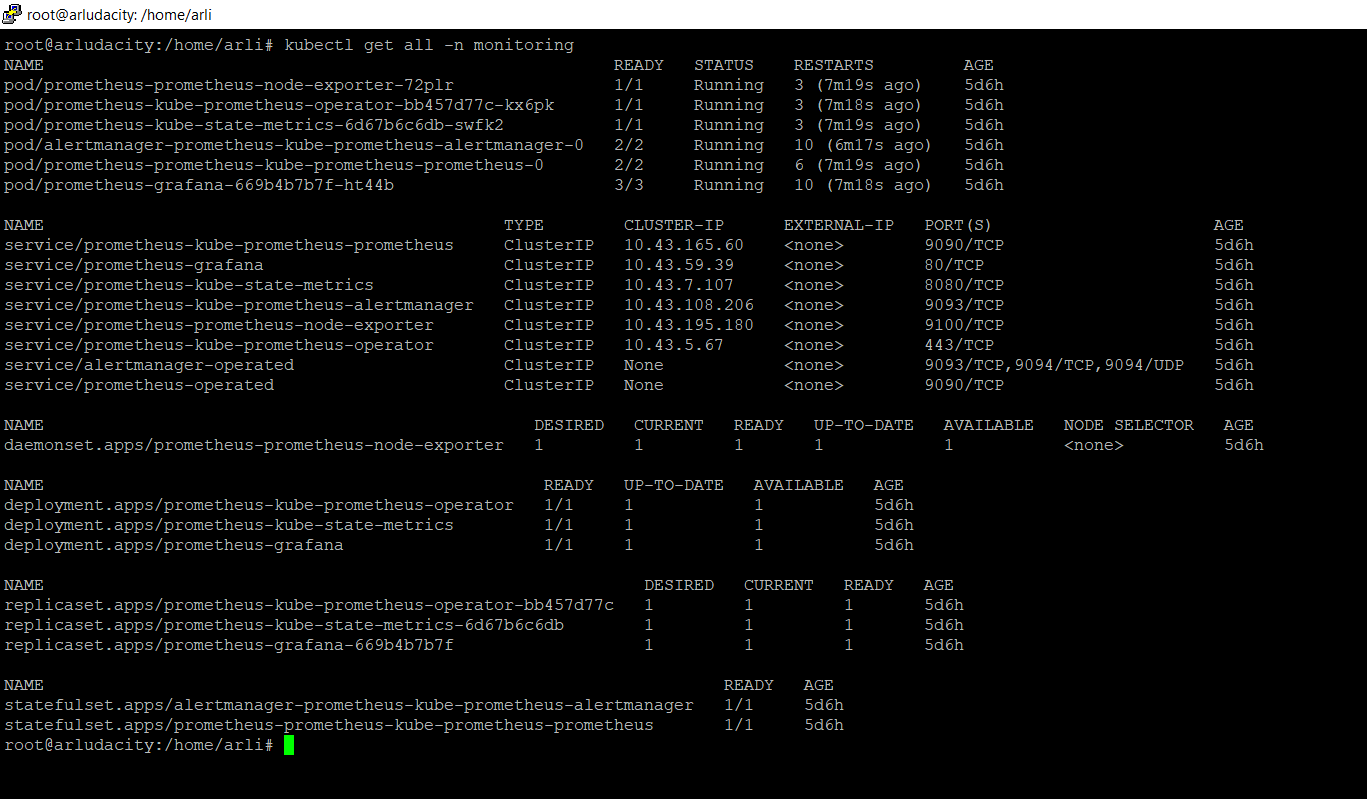 root@arludacity: /home/arli
root@arludacity:/home/arli# kubectl get all -n monitoring
NAME READY STATUS RESTARTS AGE
pod/prometheus-prometheus-node-exporter-72plr 1/1 Running 3 (7m19s ago) 5d6h
pod/prometheus-kube-prometheus-operator-bb457d77c-kx6pk 1/1 Running 3 (7m18s ago) 5d6h
pod/prometheus-kube-state-metrics-6d67b6c6db-swfk2 1/1 Running 3 (7m19s ago) 5d6h
pod/alertmanager-prometheus-kube-prometheus-alertmanager-0 2/2 Running 10 (6m17s ago) 5d6h
pod/prometheus-prometheus-kube-prometheus-prometheus-0 2/2 Running 6 (7m19s ago) 5d6h
pod/prometheus-grafana-669b4b7b7f-ht44b 3/3 Running 10 (7m18s ago) 5d6h
NAME TYPE CLUSTER-IP EXTERNAL-IP PORT(S) AGE
service/prometheus-kube-prometheus-prometheus ClusterIP 10.43.165.60 <none> 9090/TCP 5d6h
service/prometheus-grafana ClusterIP 10.43.59.39 <none> 80/TCP 5d6h
service/prometheus-kube-state-metrics ClusterIP 10.43.7.107 <none> 8080/TCP 5d6h
service/prometheus-kube-prometheus-alertmanager ClusterIP 10.43.108.206 <none> 9093/TCP 5d6h
service/prometheus-prometheus-node-exporter ClusterIP 10.43.195.180 <none> 9100/TCP 5d6h
service/prometheus-kube-prometheus-operator ClusterIP 10.43.5.67 <none> 443/TCP 5d6h
service/alertmanager-operated ClusterIP None <none> 9093/TCP,9094/TCP,9094/UDP 5d6h
service/prometheus-operated ClusterIP None <none> 9090/TCP 5d6h
NAME DESIRED CURRENT READY UP-TO-DATE AVAILABLE NODE SELECTOR AGE
daemonset.apps/prometheus-prometheus-node-exporter 1 1 1 1 1 <none> 5d6h
NAME READY UP-TO-DATE AVAILABLE AGE
deployment.apps/prometheus-kube-prometheus-operator 1/1 1 1 5d6h
deployment.apps/prometheus-kube-state-metrics 1/1 1 1 5d6h
deployment.apps/prometheus-grafana 1/1 1 1 5d6h
NAME DESIRED CURRENT READY AGE
replicaset.apps/prometheus-kube-prometheus-operator-bb457d77c 1 1 1 5d6h
replicaset.apps/prometheus-kube-state-metrics-6d67b6c6db 1 1 1 5d6h
replicaset.apps/prometheus-grafana-669b4b7b7f 1 1 1 5d6h
NAME READY AGE
statefulset.apps/alertmanager-prometheus-kube-prometheus-alertmanager 1/1 5d6h
statefulset.apps/prometheus-prometheus-kube-prometheus-prometheus 1/1 5d6h
root@arludacity:/home/arli#